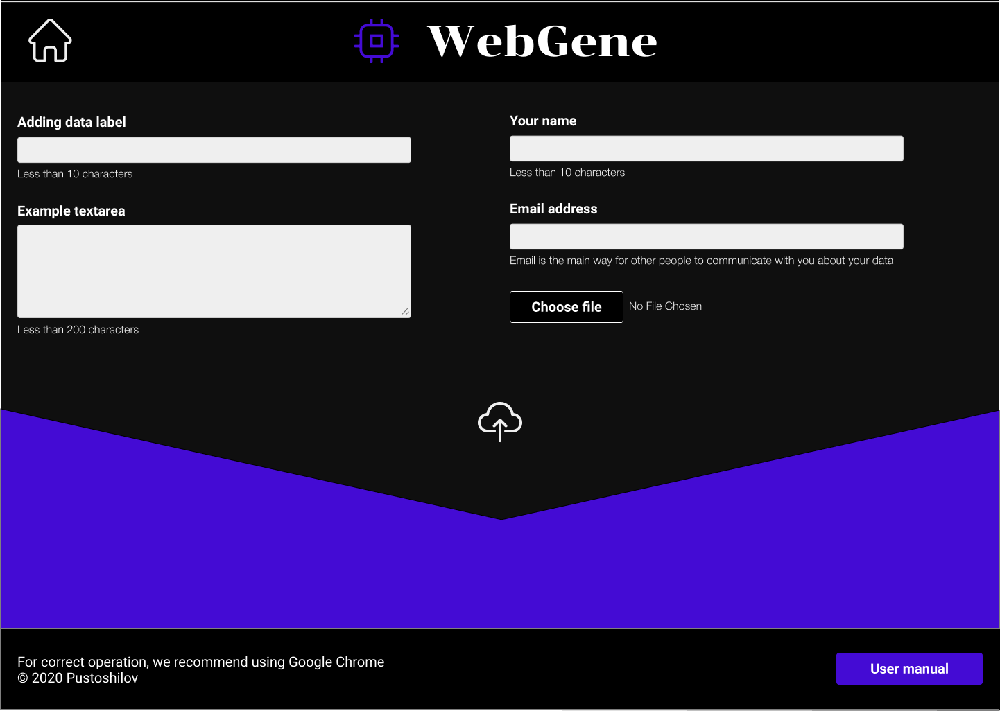 WebGene
Adding data label
Less than 10 characters
Example textarea
Less than 200 characters
Your name
Less than 10 characters
Email address
Email is the main way for other people to communicate with you about your data
Choose file No File Chosen
For correct operation, we recommend using Google Chrome
© 2020 Pustoshilov
User manual